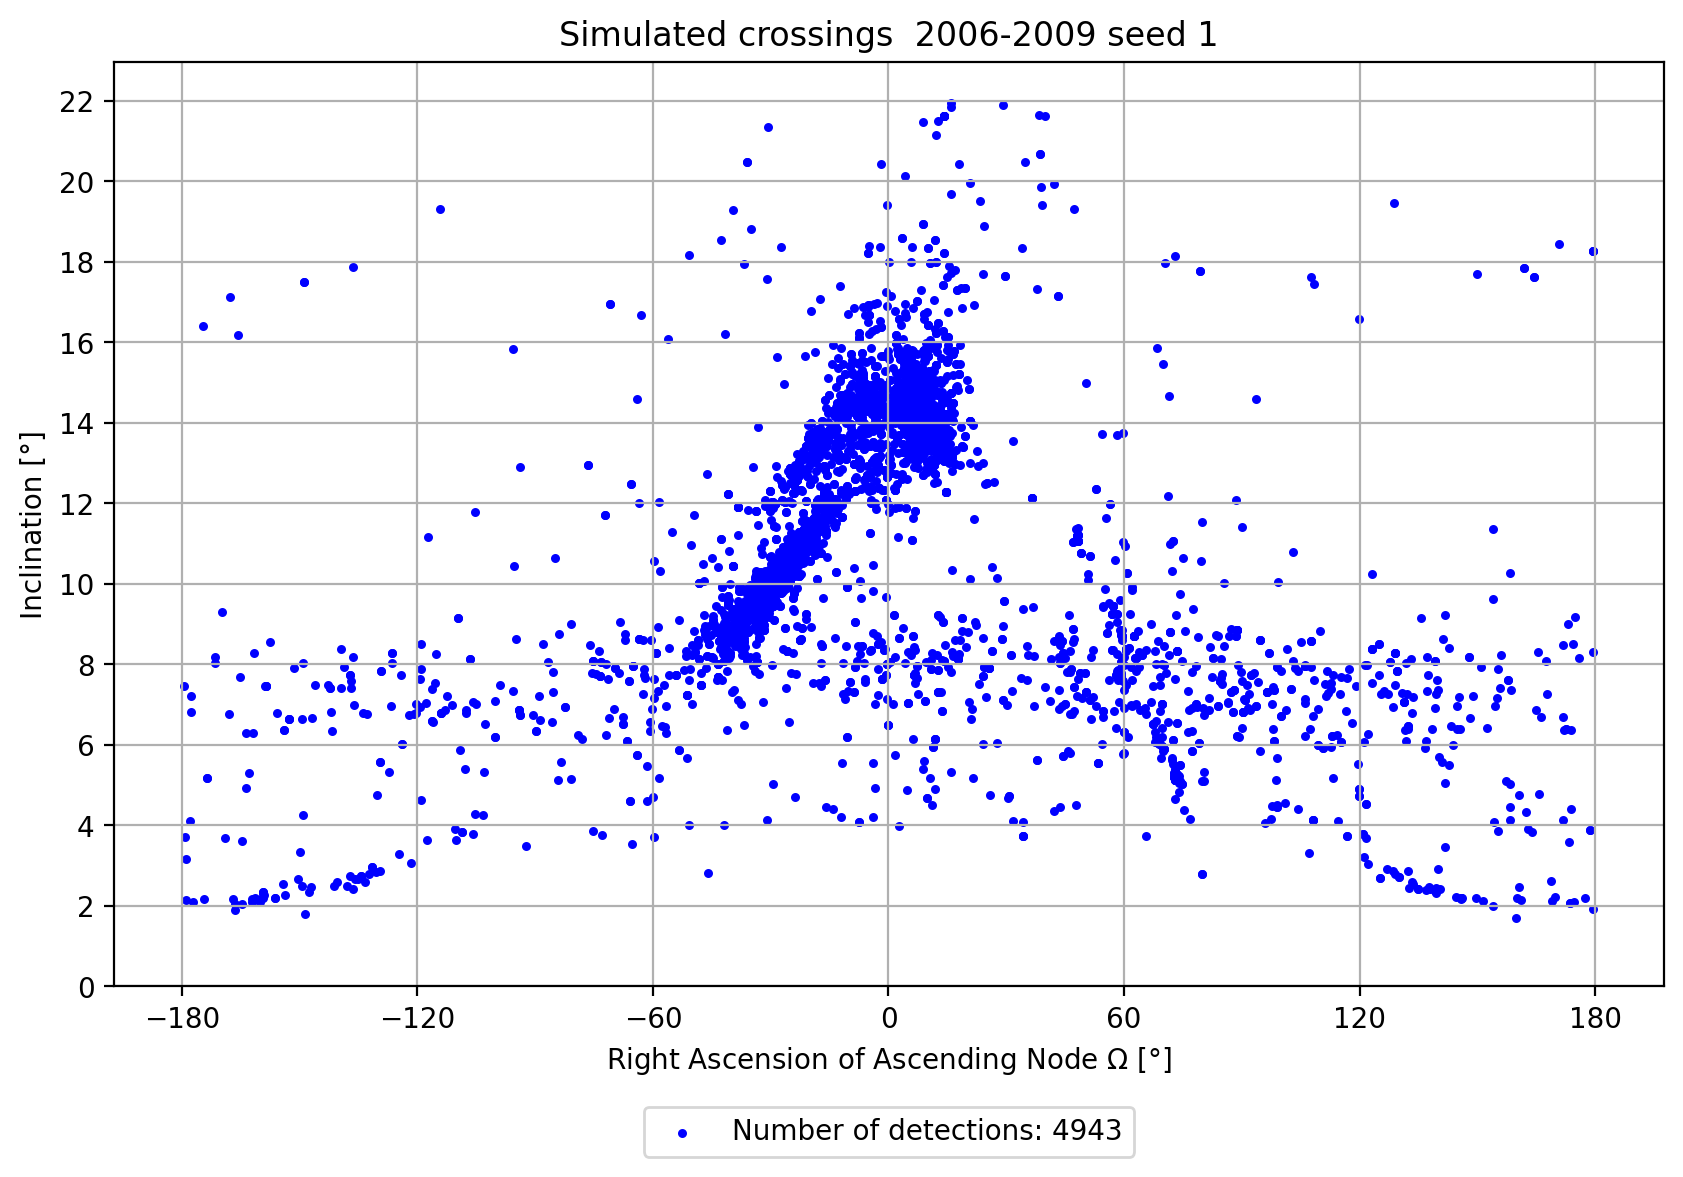 Simulated crossings  2006-2009 seed 1
22
20
18
16
14
12
10
8
6
4
2
0
Inclination [°]
−180 −120 −60 0 60 120 180
Right Ascension of Ascending Node Ω [°]
Number of detections: 4943